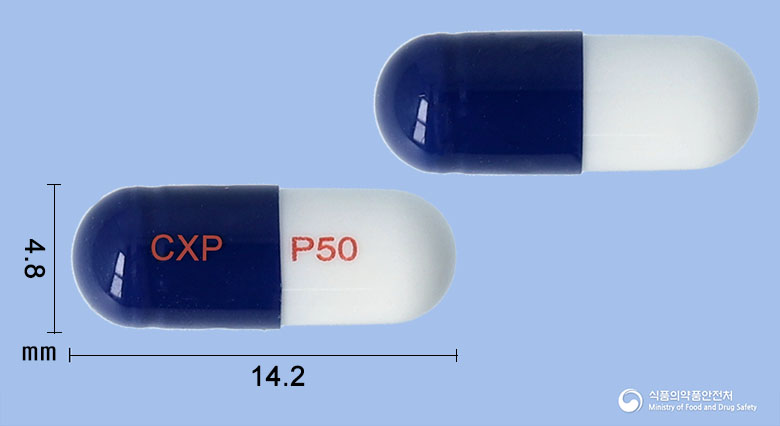 CXP P50
4.8
mm
14.2
식품의약품안전처
Ministry of Food and Drug Safety